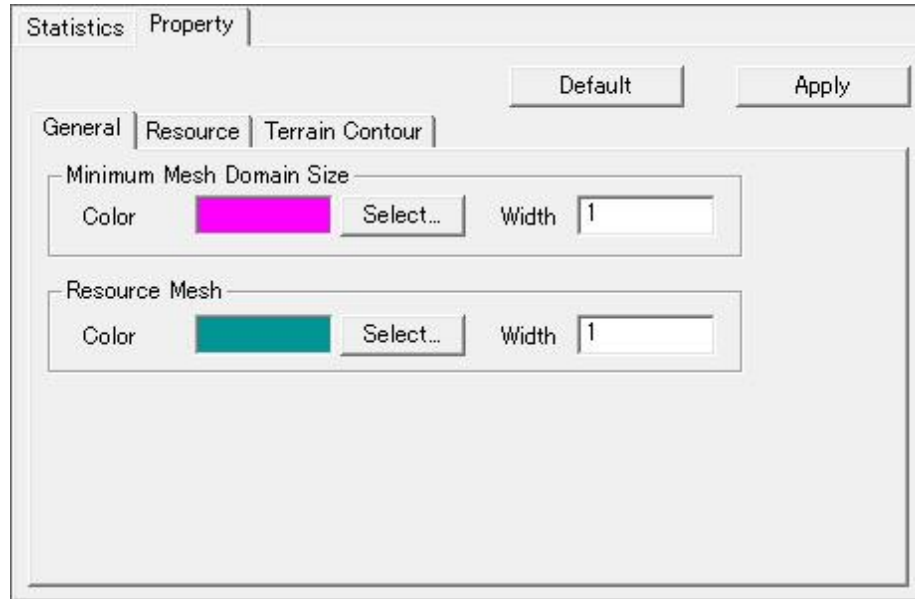 Statistics Property
Default Apply
General Resource Terrain Contour
Minimum Mesh Domain Size
Color Select... Width 1
Resource Mesh
Color Select... Width 1